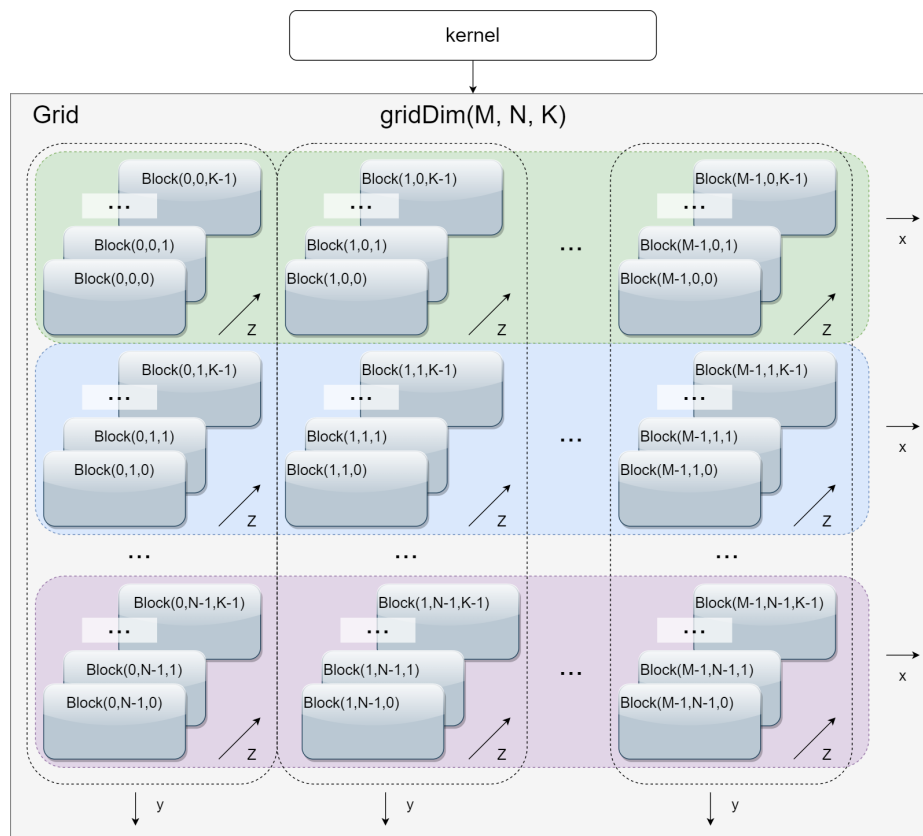 kernel
Grid
gridDim(M, N, K)
Block(0,0,K-1)
...
Block(0,0,1)
Block(0,0,0)
Z
Block(1,0,K-1)
...
Block(1,0,1)
Block(1,0,0)
Z
...
Block(M-1,0,K-1)
...
Block(M-1,0,1)
Block(M-1,0,0)
Z
x
Block(0,1,K-1)
...
Block(0,1,1)
Block(0,1,0)
Z
Block(1,1,K-1)
...
Block(1,1,1)
Block(1,1,0)
Z
...
Block(M-1,1,K-1)
...
Block(M-1,1,1)
Block(M-1,1,0)
Z
x
...
...
...
Block(0,N-1,K-1)
...
Block(0,N-1,1)
Block(0,N-1,0)
Z
Block(1,N-1,K-1)
...
Block(1,N-1,1)
Block(1,N-1,0)
Z
...
Block(M-1,N-1,K-1)
...
Block(M-1,N-1,1)
Block(M-1,N-1,0)
Z
x
y
y
y